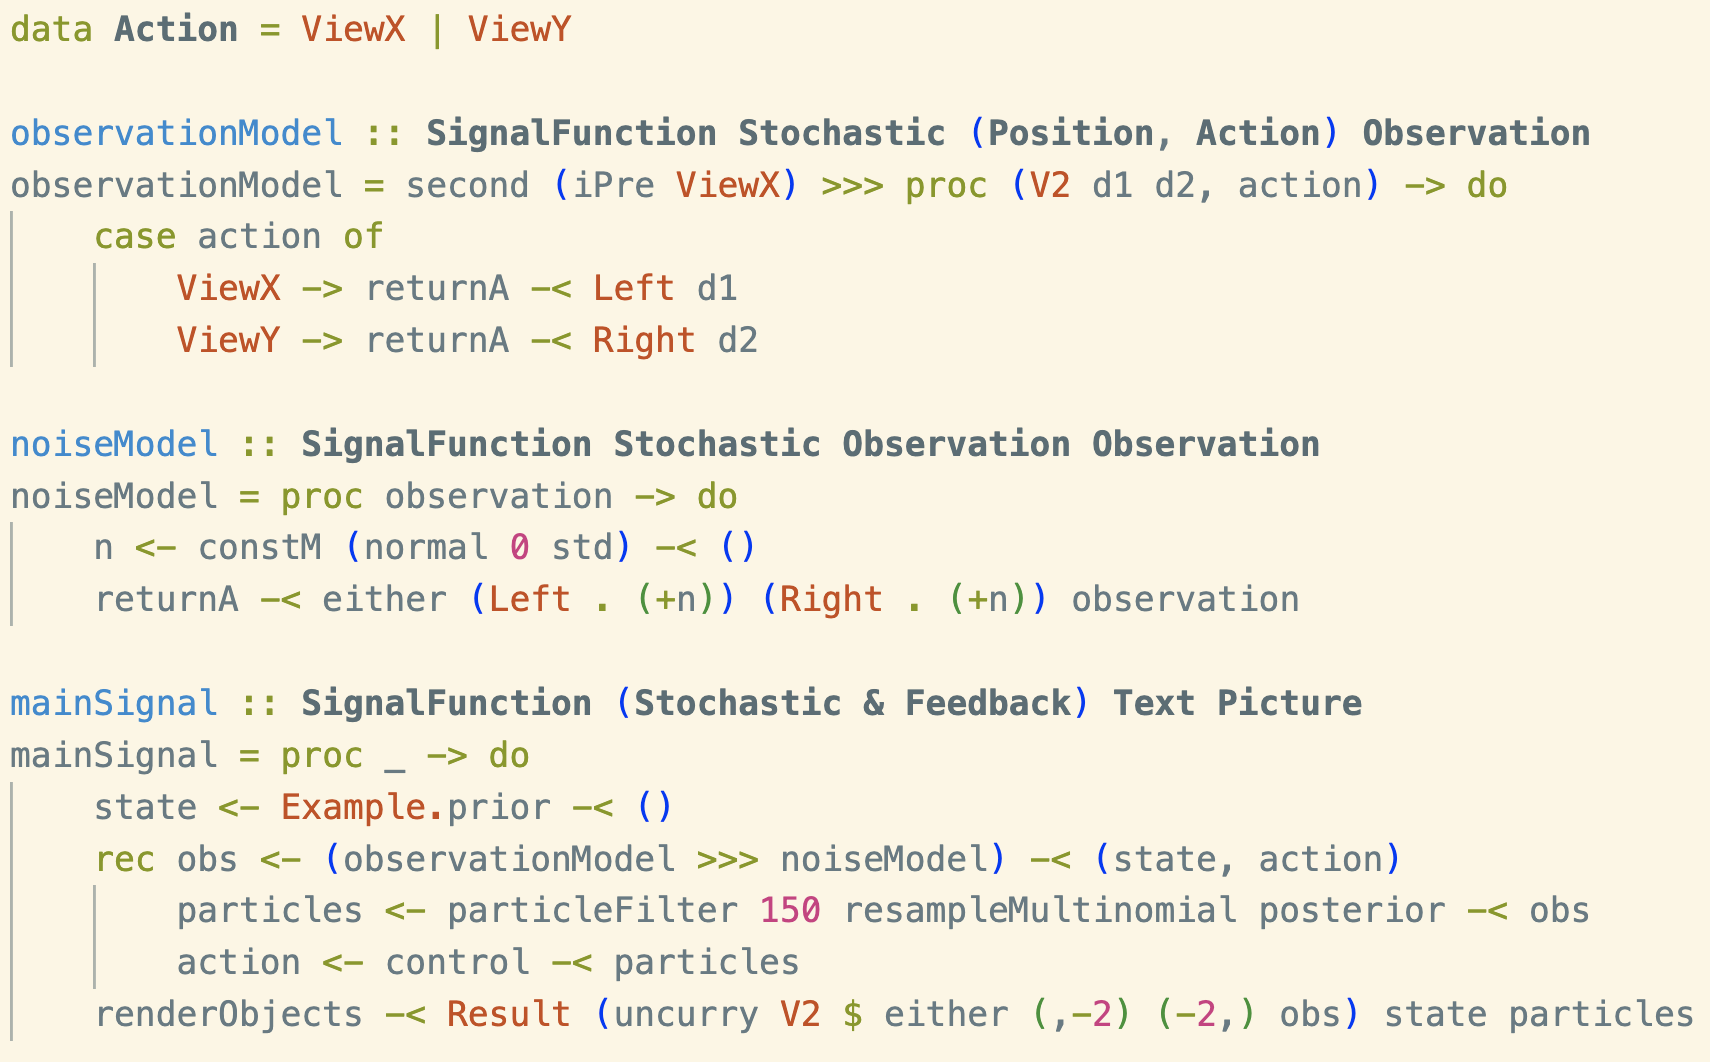 data Action = ViewX | ViewY

observationModel :: SignalFunction Stochastic (Position, Action) Observation
observationModel = second (iPre ViewX) >>> proc (V2 d1 d2, action) -> do
    case action of
        ViewX -> returnA -< Left d1
        ViewY -> returnA -< Right d2

noiseModel :: SignalFunction Stochastic Observation Observation
noiseModel = proc observation -> do
    n <- constM (normal 0 std) -< ()
    returnA -< either (Left . (+n)) (Right . (+n)) observation

mainSignal :: SignalFunction (Stochastic & Feedback) Text Picture
mainSignal = proc _ -> do
    state <- Example.prior -< ()
    rec obs <- (observationModel >>> noiseModel) -< (state, action)
        particles <- particleFilter 150 resampleMultinomial posterior -< obs
        action <- control -< particles
    renderObjects -< Result (uncurry V2 $ either (,-2) (-2,) obs) state particles